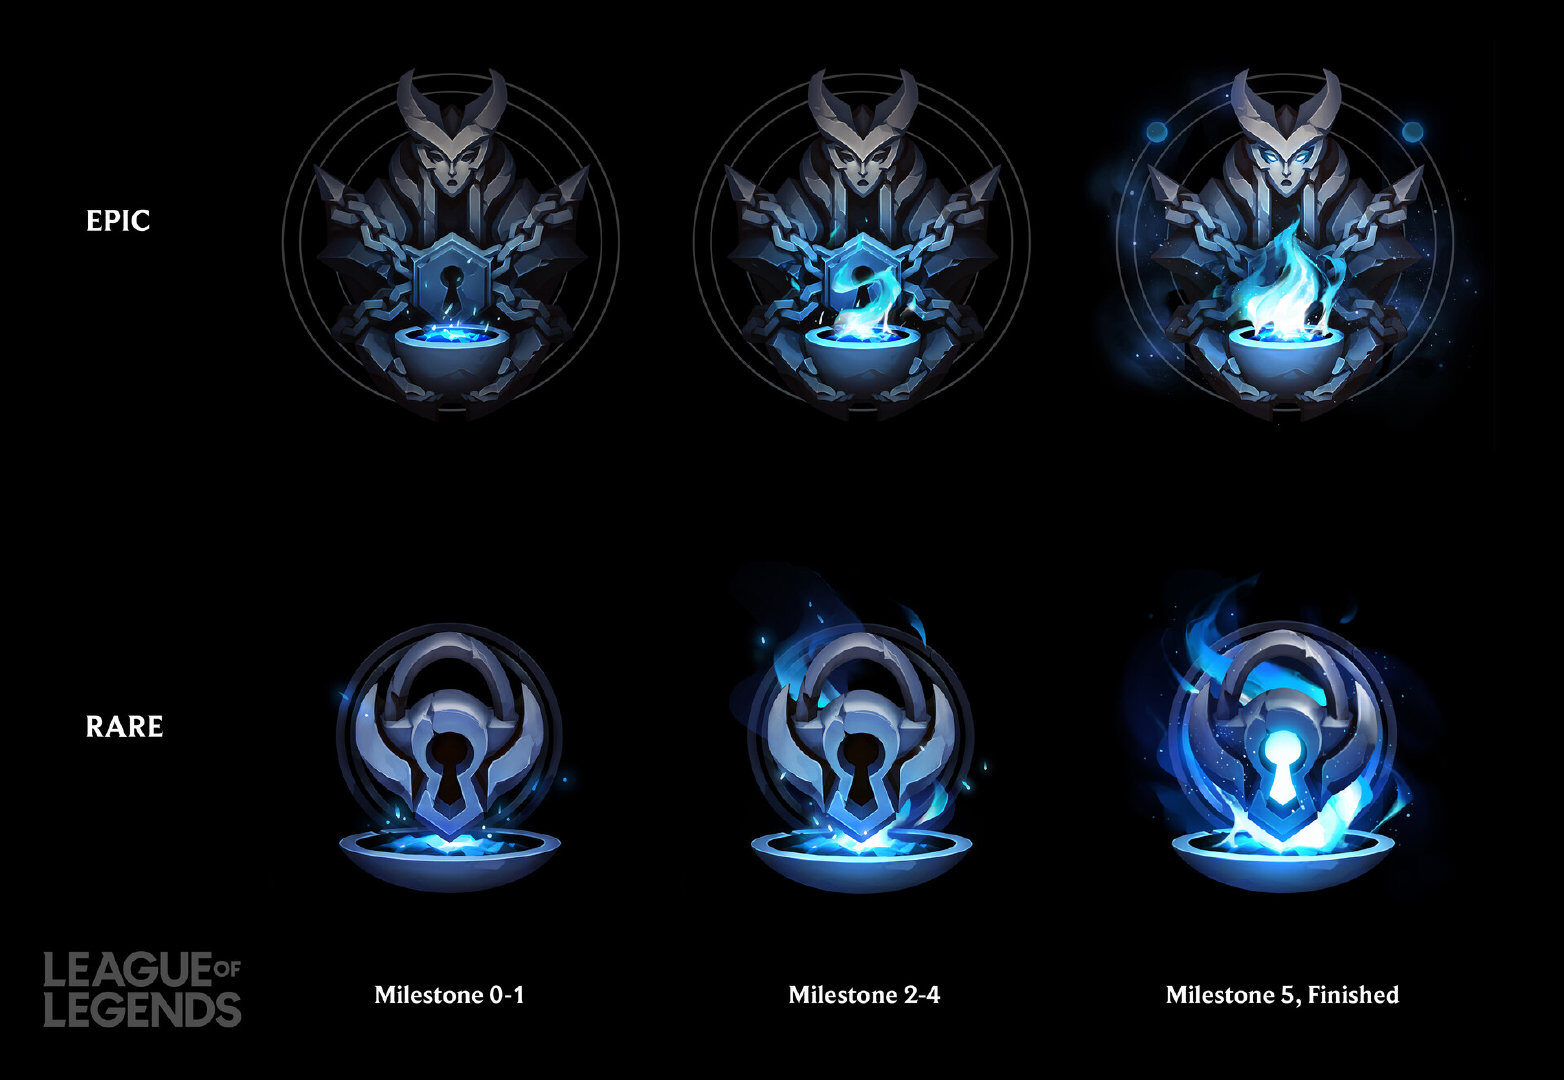 EPIC
RARE
LEAGUE OF
LEGENDS
Milestone 0-1
Milestone 2-4
Milestone 5, Finished